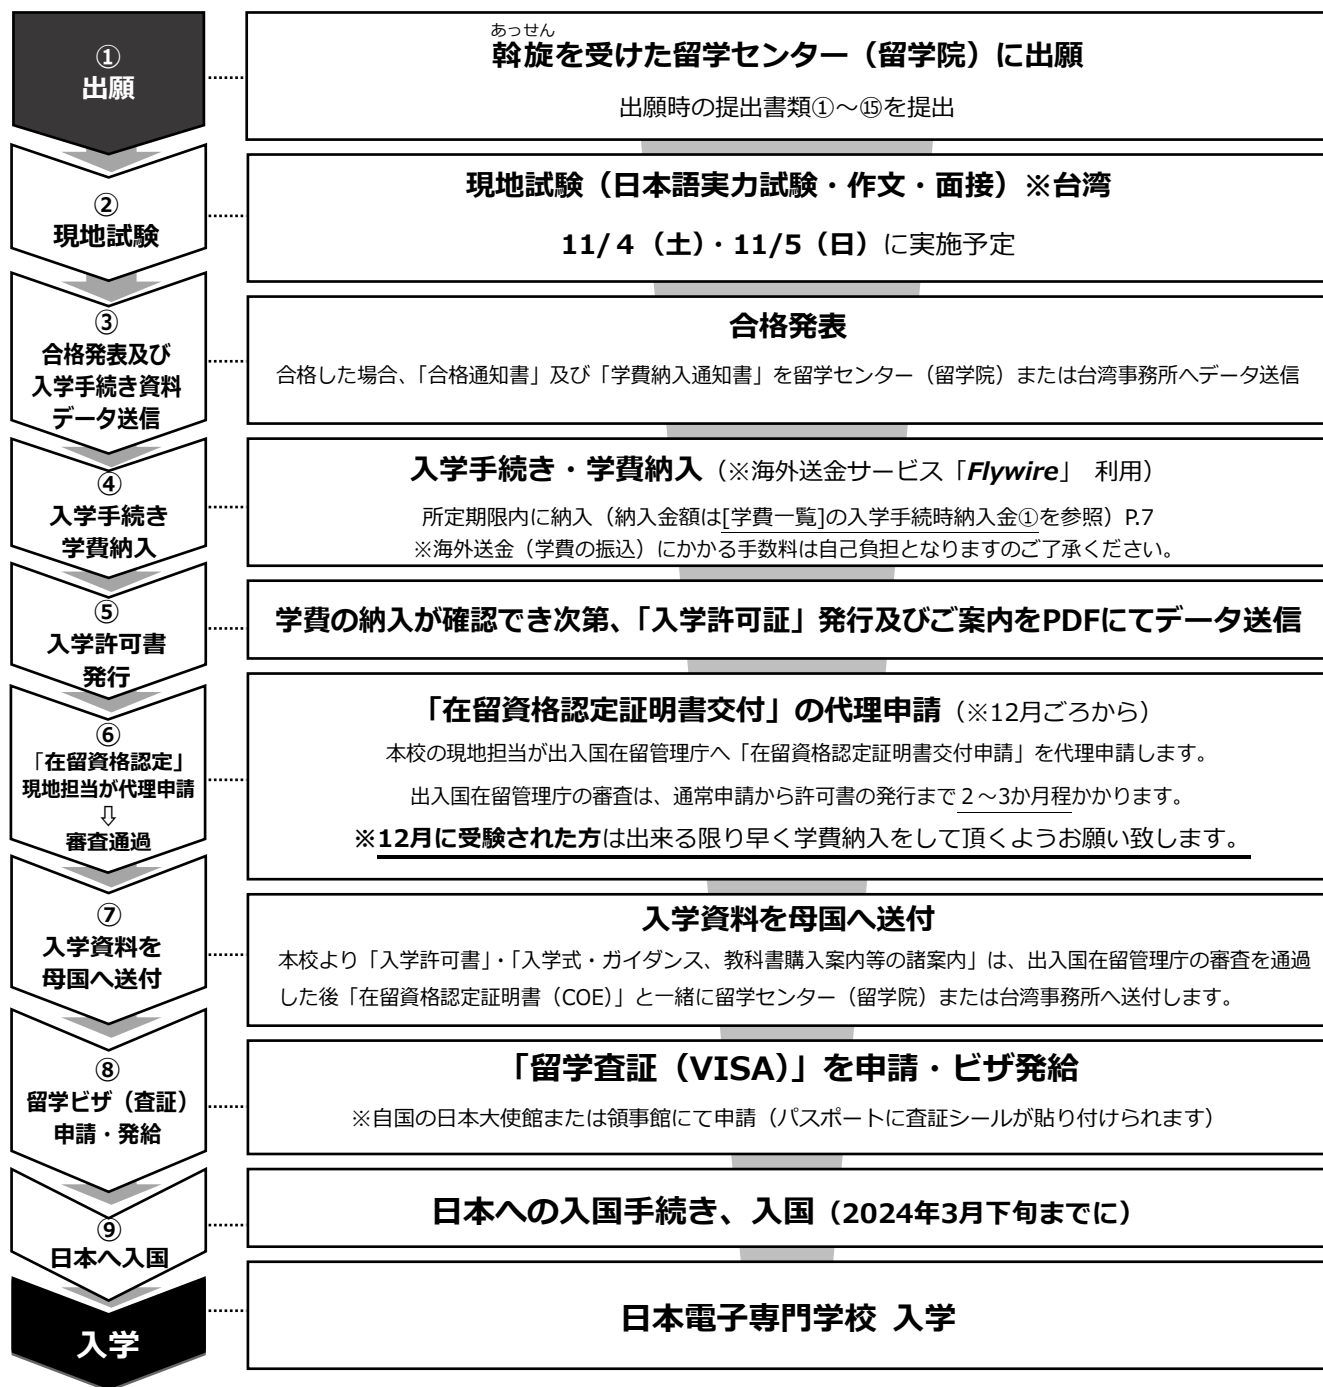 ①
出願
あっせん
斡旋を受けた留学センター（留学院）に出願
出願時の提出書類①～⑮を提出
②
現地試験
現地試験（日本語実力試験・作文・面接）※台湾
11/４（土）・11/5（日）に実施予定
③
合格発表及び
入学手続き資料
データ送信
合格発表
合格した場合、「合格通知書」及び「学費納入通知書」を留学センター（留学院）または台湾事務所へデータ送信
④
入学手続き
学費納入
入学手続き・学費納入（※海外送金サービス「Flywire」 利用）
所定期限内に納入（納入金額は[学費一覧]の入学手続時納入金①を参照）P.7
※海外送金（学費の振込）にかかる手数料は自己負担となりますのご了承ください。
⑤
入学許可書
発行
学費の納入が確認でき次第、「入学許可証」発行及びご案内をPDFにてデータ送信
⑥
「在留資格認定」
現地担当が代理申請
⇩
審査通過
「在留資格認定証明書交付」の代理申請（※12月ごろから）
本校の現地担当が出入国在留管理庁へ「在留資格認定証明書交付申請」を代理申請します。
出入国在留管理庁の審査は、通常申請から許可書の発行まで２～3か月程かかります。
※12月に受験された方は出来る限り早く学費納入をして頂くようお願い致します。
⑦
入学資料を
母国へ送付
入学資料を母国へ送付
本校より「入学許可書」・「入学式・ガイダンス、教科書購入案内等の諸案内」は、出入国在留管理庁の審査を通過
した後「在留資格認定証明書（COE）」と一緒に留学センター（留学院）または台湾事務所へ送付します。
⑧
留学ビザ（査証）
申請・発給
「留学査証（VISA）」を申請・ビザ発給
※自国の日本大使館または領事館にて申請（パスポートに査証シールが貼り付けられます）
⑨
日本へ入国
日本への入国手続き、入国（2024年3月下旬までに）
入学
日本電子専門学校 入学